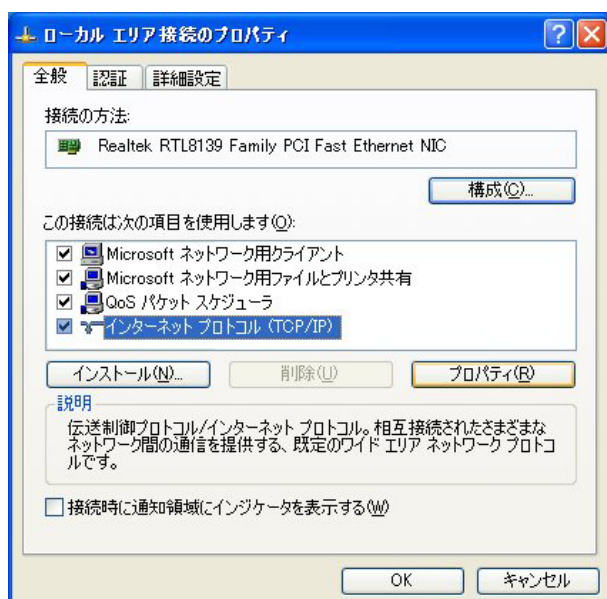 ローカル エリア接続のプロパティ
全般 認証 詳細設定
接続の方法:
Realtek RTL8139 Family PCI Fast Ethernet NIC
構成(C)...
この接続は次の項目を使用します(O):
Microsoft ネットワーク用クライアント
Microsoft ネットワーク用ファイルとプリンタ共有
QoS パケット スケジューラ
インターネット プロトコル (TCP/IP)
インストール(N)... 削除(U) プロパティ(R)
説明
伝送制御プロトコル/インターネット プロトコル。相互接続されたさまざまな
ネットワーク間の通信を提供する、既定のワイド エリア ネットワーク プロトコ
ルです。
接続時に通知領域にインジケータを表示する(W)
OK キャンセル